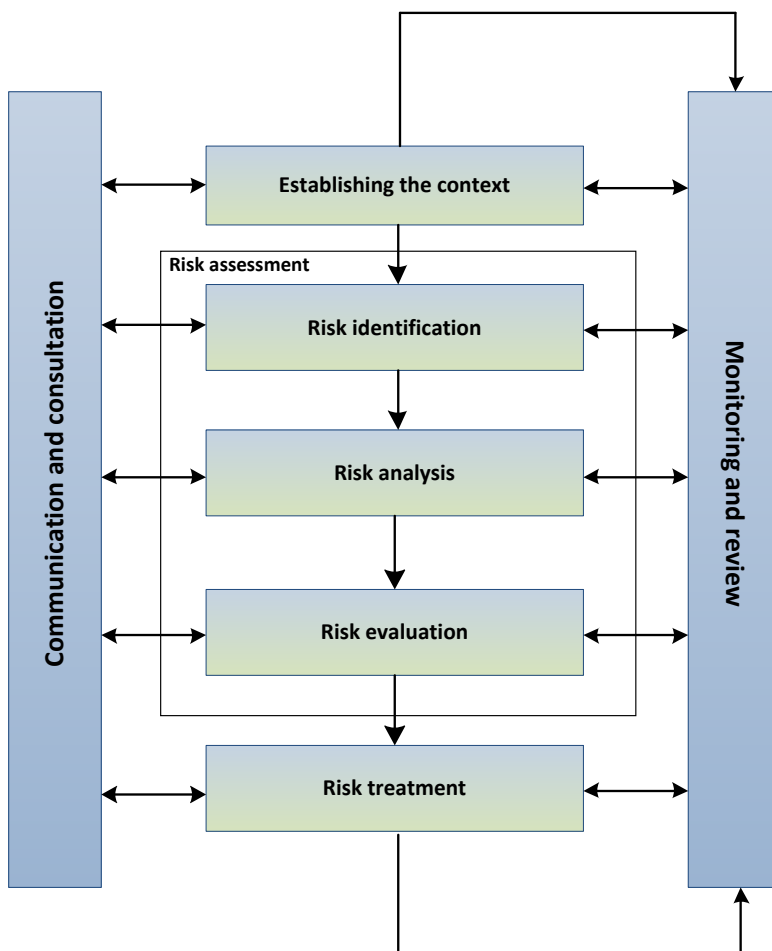 Establishing the context
Risk assessment
Risk identification
Risk analysis
Risk evaluation
Risk treatment
Communication and consultation
Monitoring and review